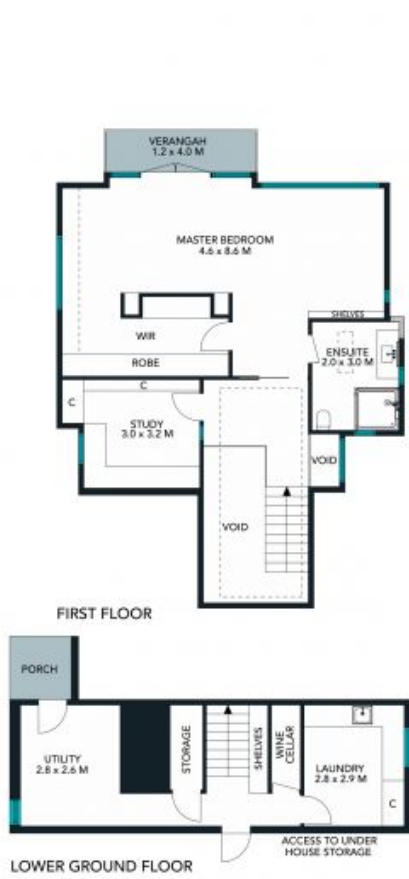 VERANGAH
1.2 x 4.0 M
MASTER BEDROOM
4.6 x 8.6 M
SHELVES
WIR
ENSUITE
2.0 x 3.0 M
ROBE
C
C
STUDY
3.0 x 3.2 M
VOID
VOID
FIRST FLOOR
PORCH
UTILITY
2.8 x 2.6 M
STORAGE
SHELVES
WINE
CELLAR
LAUNDRY
2.8 x 2.9 M
C
ACCESS TO UNDER
HOUSE STORAGE
LOWER GROUND FLOOR